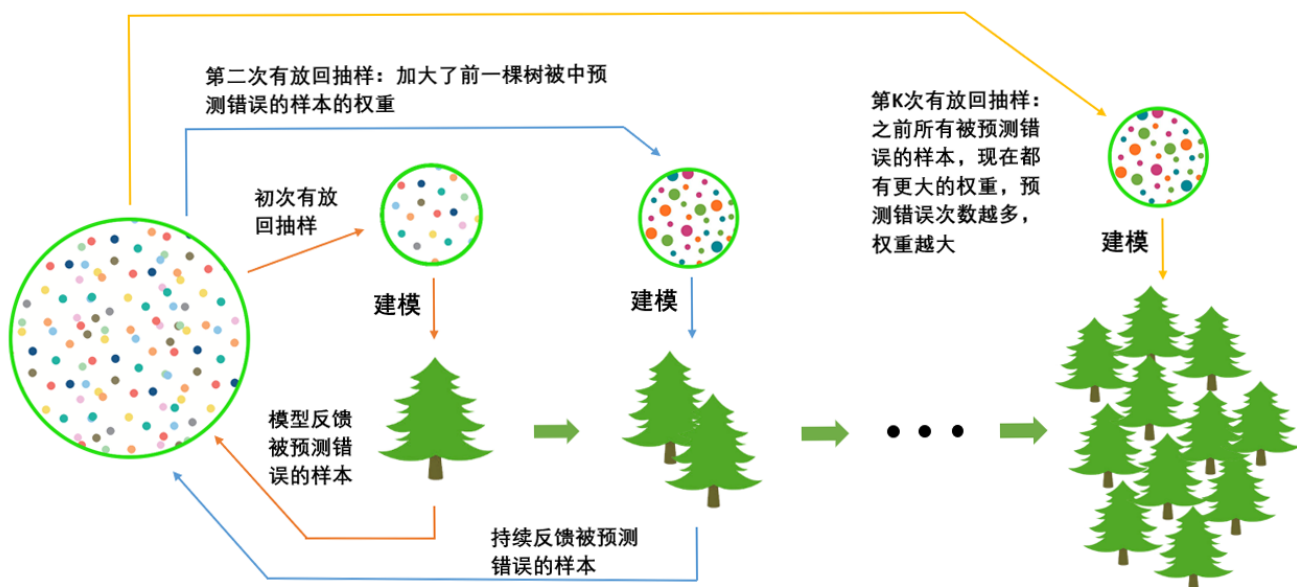 第二次有放回抽样：加大了前一棵树被中预
测错误的样本的权重
初次有放
回抽样
建模
建模
第K次有放回抽样：
之前所有被预测错
误的样本，现在都
有更大的权重，预
测错误次数越多，
权重越大
建模
模型反馈
被预测错
误的样本
持续反馈被预测
错误的样本